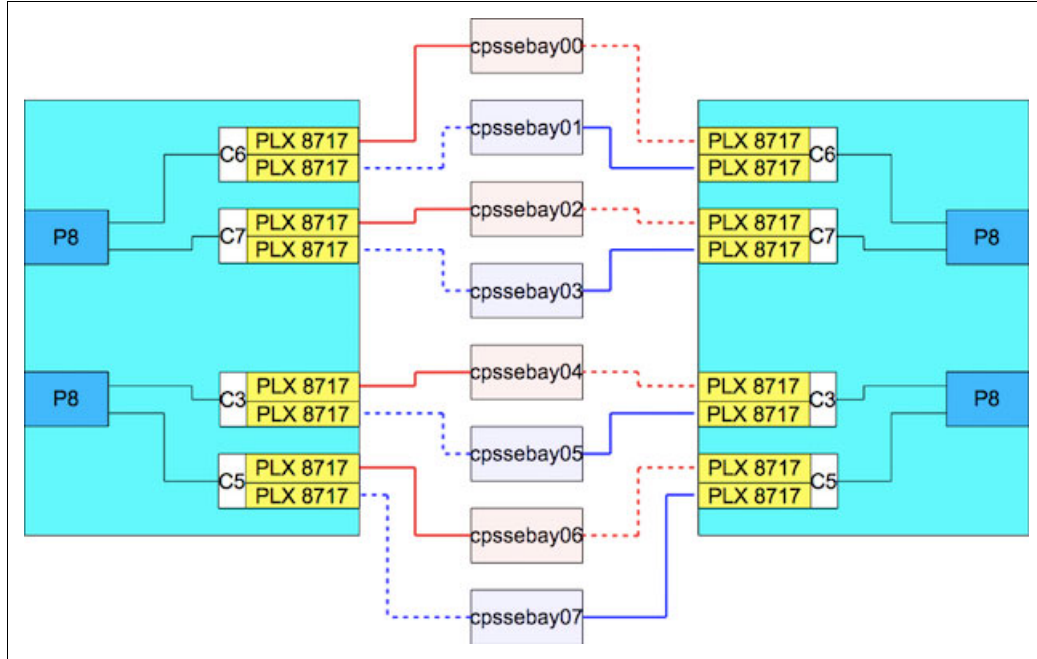 cpssebay00
cpssebay01
C6 PLX 8717
PLX 8717
PLX 8717 C6
PLX 8717
cpssebay02
P8
C7 PLX 8717
PLX 8717
PLX 8717 C7
PLX 8717
P8
cpssebay03
cpssebay04
P8
C3 PLX 8717
PLX 8717
PLX 8717 C3
PLX 8717
P8
cpssebay05
C5 PLX 8717
PLX 8717
PLX 8717 C5
PLX 8717
cpssebay06
cpssebay07